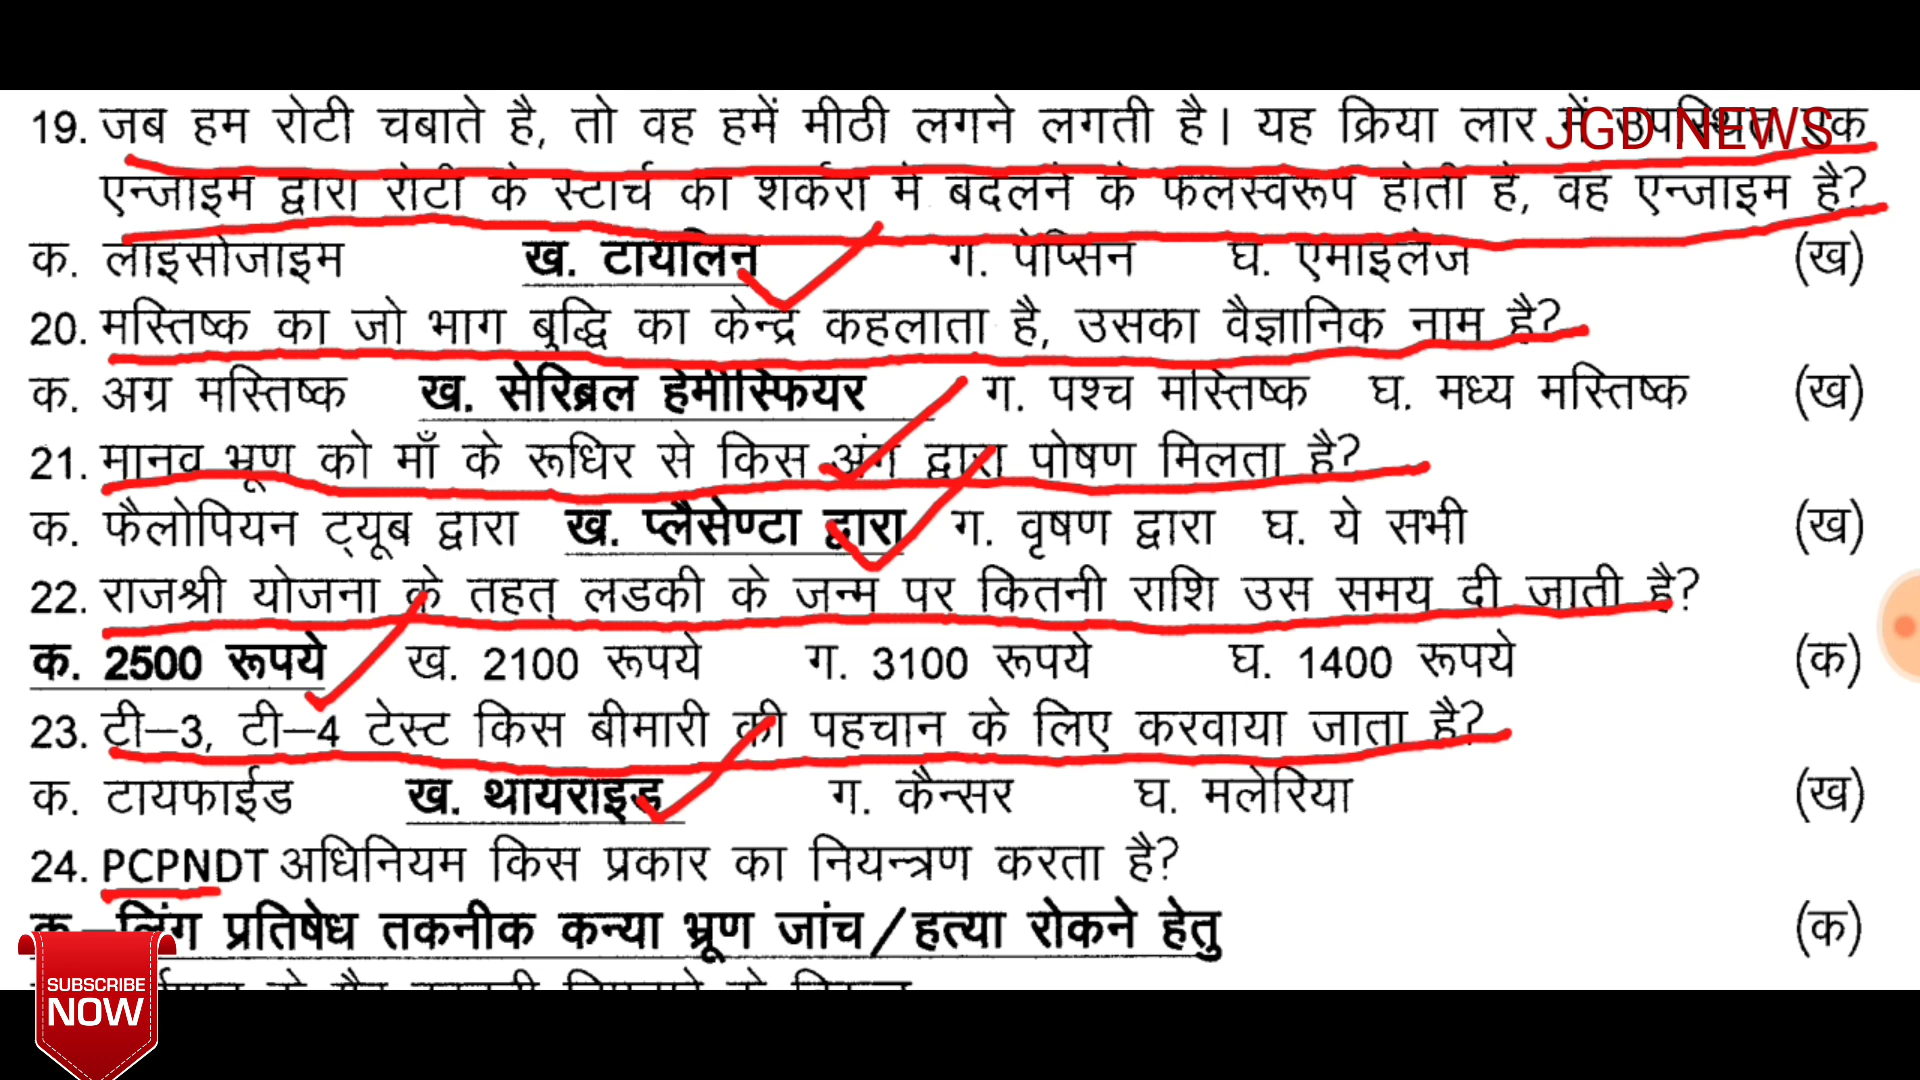 19. जब हम रोटी चबाते है, तो वह हमें मीठी लगने लगती है। यह क्रिया लार में उपस्थित एक
JGD NEWS
एन्जाइम द्वारा रोटी के स्टार्च को शर्करा में बदलने के फलस्वरूप होती है, वह एन्जाइम है?
क. लाइसोजाइम ख. टायलिन ग. पेप्सिन घ. एमाइलेज (ख)
20. मस्तिष्क का जो भाग बुद्धि का केन्द्र कहलाता है, उसका वैज्ञानिक नाम है?
क. अग्र मस्तिष्क ख. सेरिब्रल हेमीस्फियर ग. पश्च मस्तिष्क घ. मध्य मस्तिष्क (ख)
21. मानव भ्रूण को माँ के रूधिर से किस अंग द्वारा पोषण मिलता है?
क. फैलोपियन ट्यूब द्वारा ख. प्लैसेण्टा द्वारा ग. वृषण द्वारा घ. ये सभी (ख)
22. राजश्री योजना के तहत् लडकी के जन्म पर कितनी राशि उस समय दी जाती है?
क. 2500 रूपये ख. 2100 रूपये ग. 3100 रूपये घ. 1400 रूपये (क)
23. टी–3, टी–4 टेस्ट किस बीमारी की पहचान के लिए करवाया जाता है?
क. टायफाईड ख. थायराइड ग. कैन्सर घ. मलेरिया (ख)
24. PCPNDT अधिनियम किस प्रकार का नियन्त्रण करता है?
क. लिंग प्रतिषेध तकनीक कन्या भ्रूण जांच/हत्या रोकने हेतु (क)
SUBSCRIBE
NOW